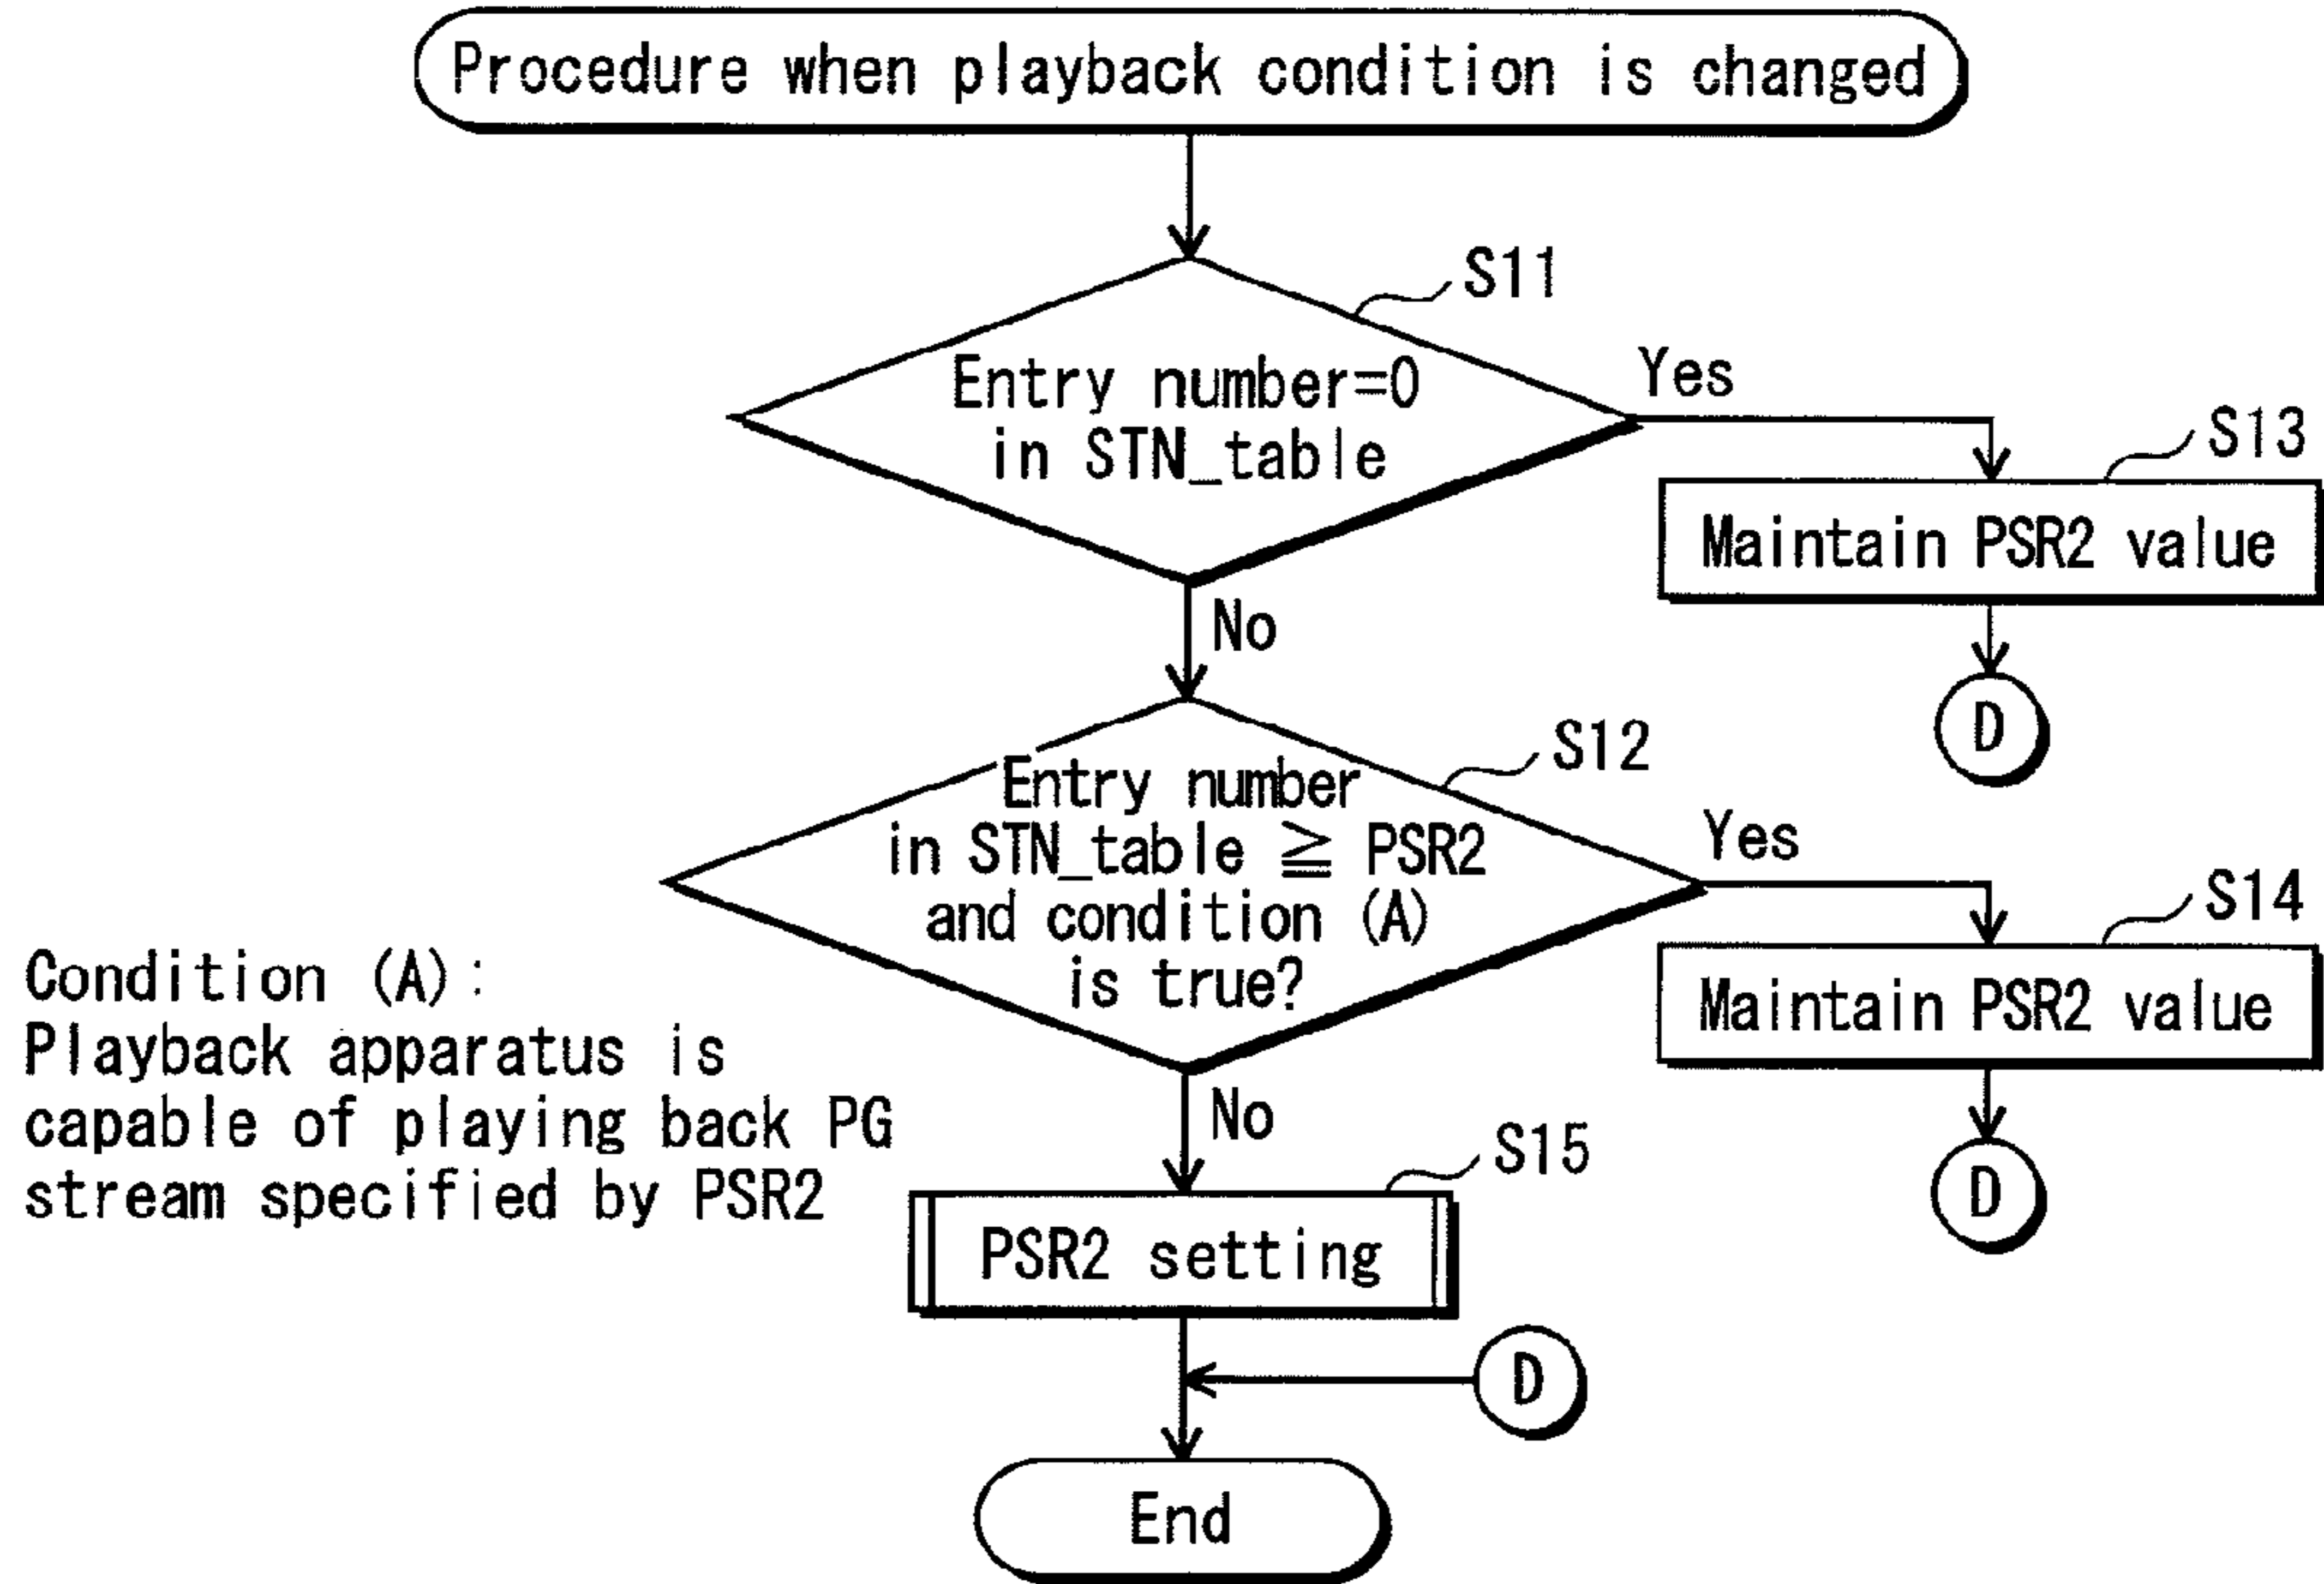 Procedure when playback condition is changed
S11
Entry number=0
in STN_table
Yes
S13
Maintain PSR2 value
D
No
S12
Entry number
in STN_table ≧ PSR2
and condition (A)
is true?
Yes
S14
Maintain PSR2 value
D
Condition (A):
Playback apparatus is
capable of playing back PG
stream specified by PSR2
No
S15
PSR2 setting
D
End